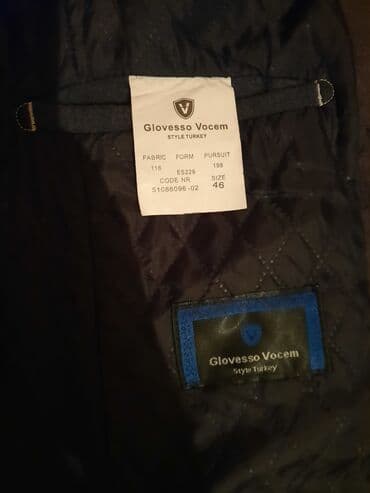 V
Glovesso Vocem
STYLE TURKEY
FABRIC FORM PURSUIT
116 ES229 198
CODE NR. SIZE
51086096-02 46
V
Glovesso Vocem
Style Turkey